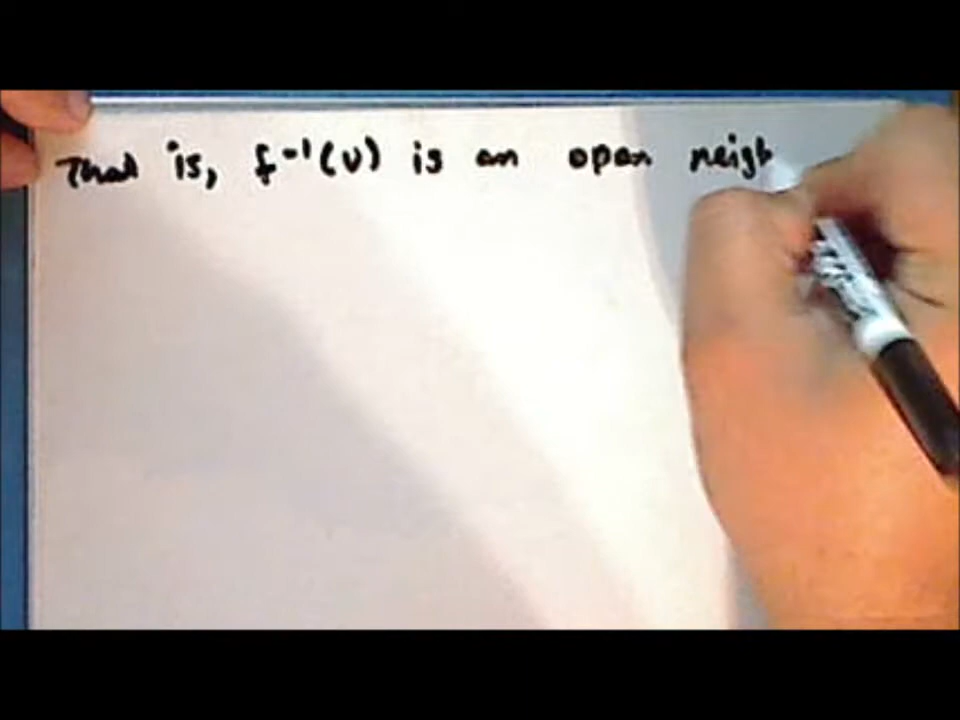 That is, f⁻¹(V) is an open neigh